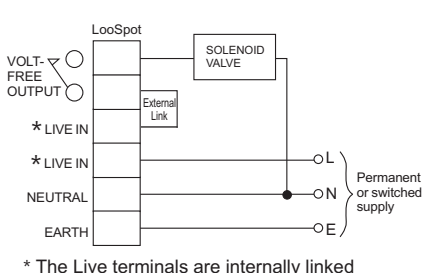 LooSpot
SOLENOID
VALVE
VOLT-
FREE
OUTPUT
External
Link
* LIVE IN
* LIVE IN
L
NEUTRAL
N
EARTH
E
Permanent
or switched
supply
* The Live terminals are internally linked